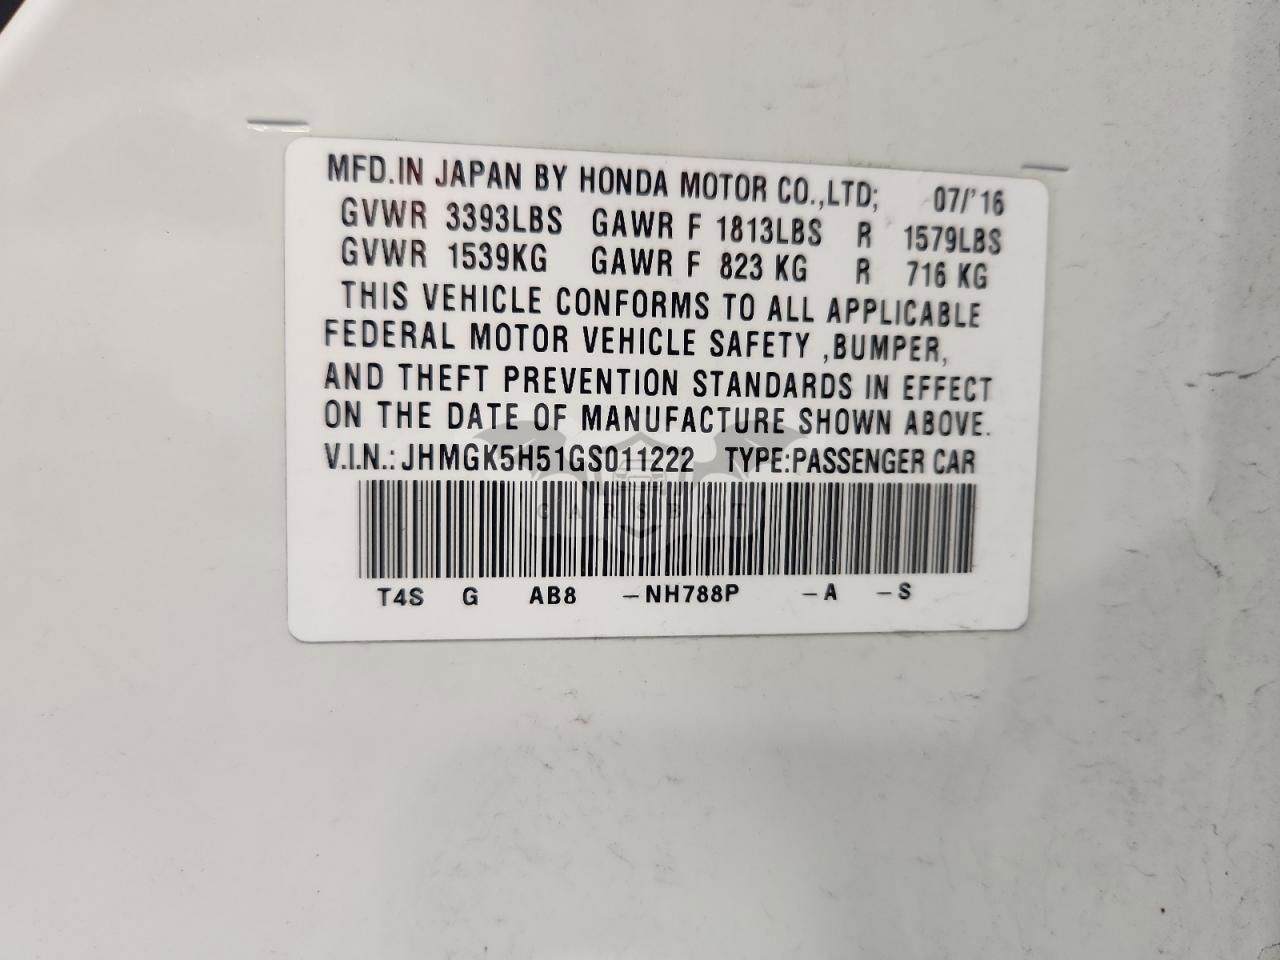 MFD.IN JAPAN BY HONDA MOTOR CO.,LTD; 07/'16
GVWR 3393LBS GAWR F 1813LBS R 1579LBS
GVWR 1539KG GAWR F 823 KG R 716 KG
THIS VEHICLE CONFORMS TO ALL APPLICABLE
FEDERAL MOTOR VEHICLE SAFETY ,BUMPER,
AND THEFT PREVENTION STANDARDS IN EFFECT
ON THE DATE OF MANUFACTURE SHOWN ABOVE.
V.I.N.: JHMGK5H51GS011222 TYPE:PASSENGER CAR
CARSBAT
T4S G AB8 -NH788P -A -S